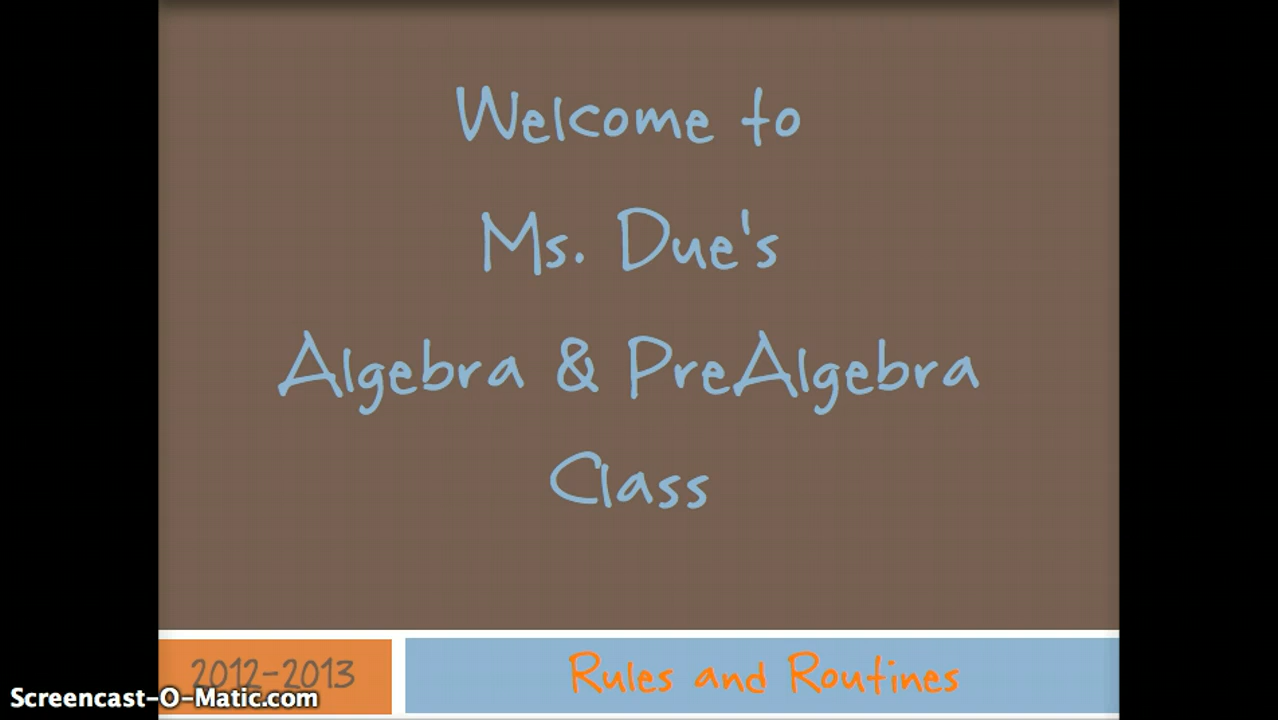 Welcome to
Ms. Due's
Algebra & PreAlgebra
Class
2012-2013
Rules and Routines
Screencast-O-Matic.com